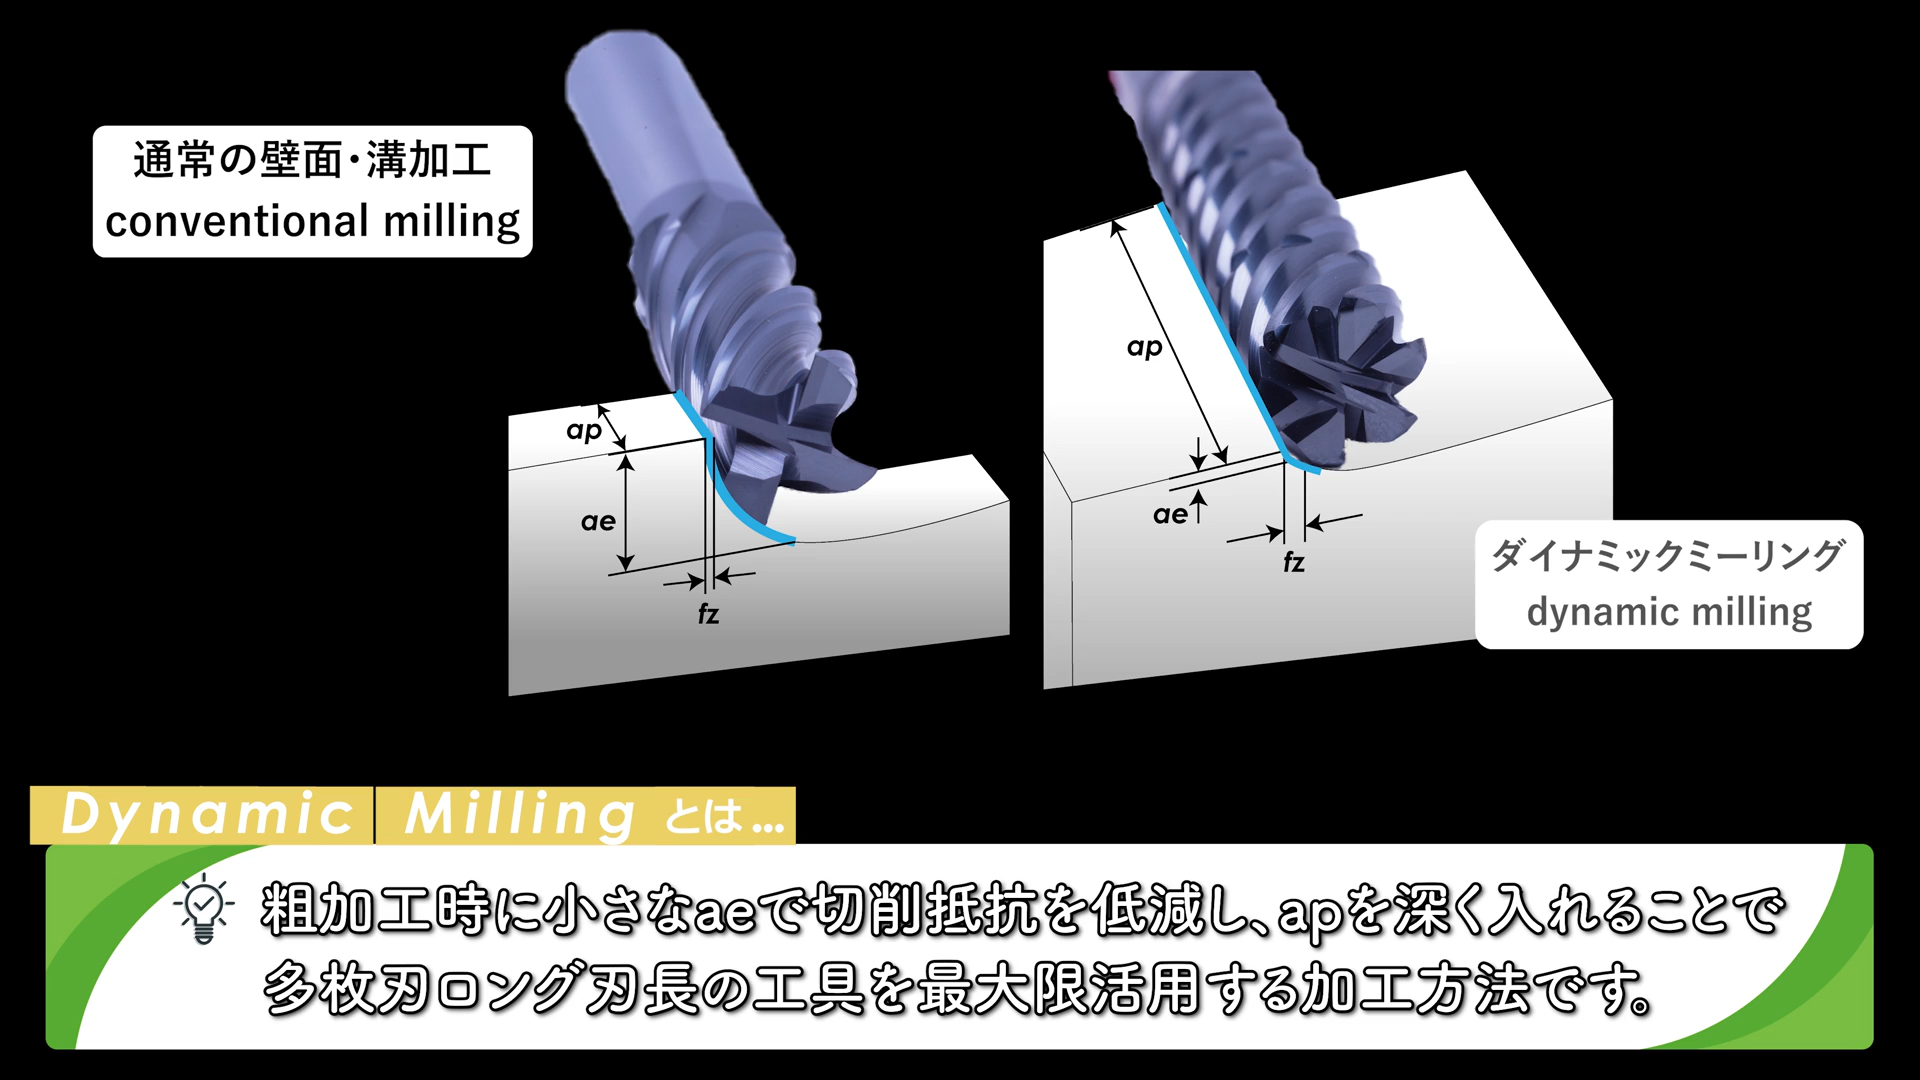 通常の壁面・溝加工
conventional milling
ap
ae
fz
ap
ae
fz
ダイナミックミーリング
dynamic milling
Dynamic Milling とは...
粗加工時に小さなaeで切削抵抗を低減し、apを深く入れることで
多枚刃ロング刃長の工具を最大限活用する加工方法です。